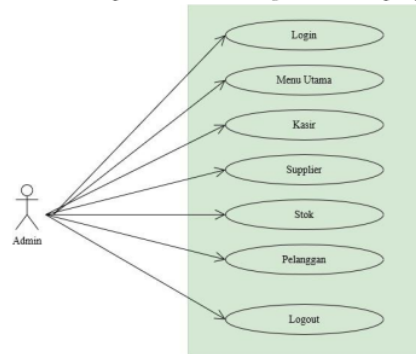 Login
Menu Utama
Kasir
Supplier
Stok
Admin
Pelanggan
Logout